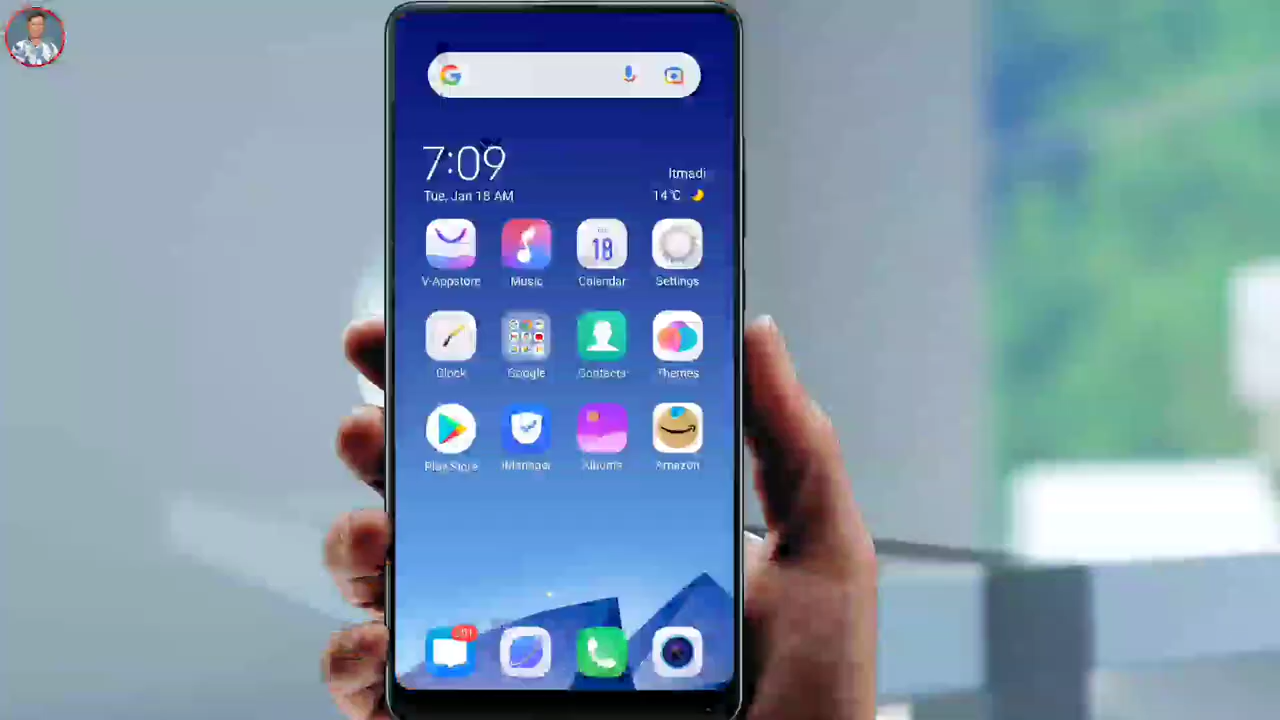 7:09
Tue, Jan 18 AM
Itmadi
14°C
V-Appstore
Music
Calendar
Settings
18
Clock
Google
Contacts
Themes
Play Store
iManager
Albums
Amazon